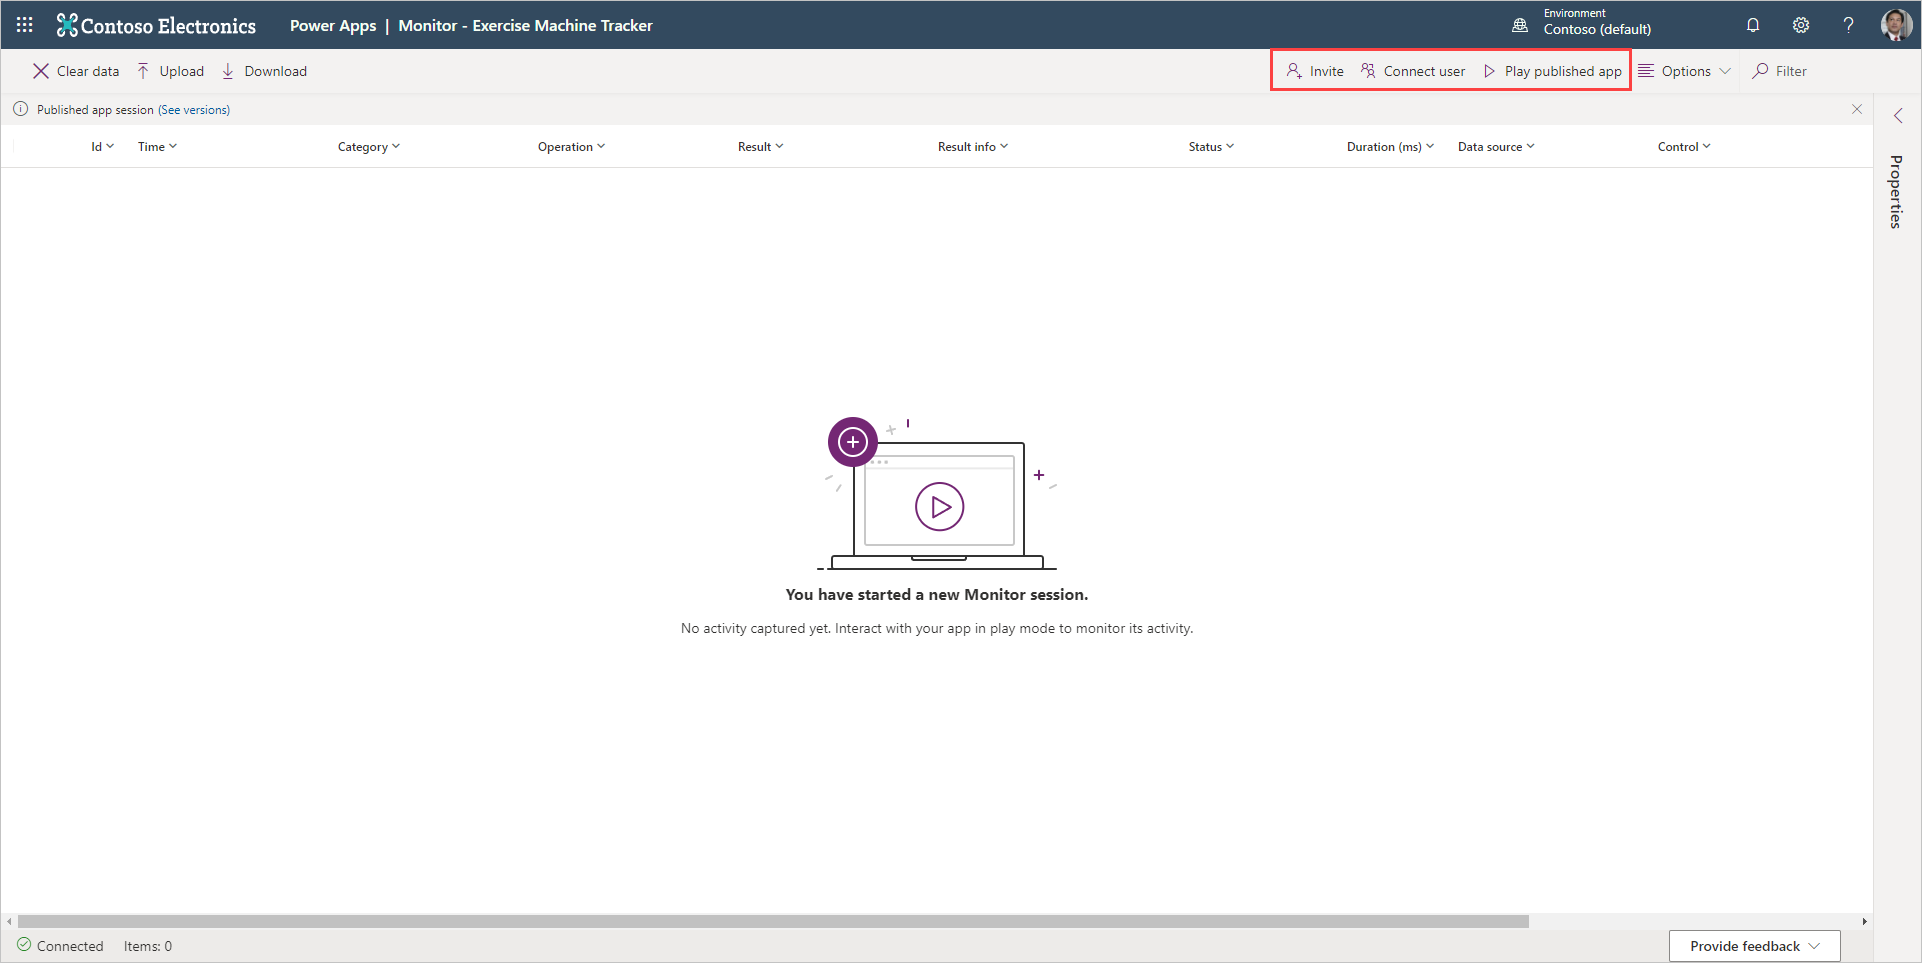 Contoso Electronics Power Apps | Monitor - Exercise Machine Tracker Environment
Contoso (default) ?
Clear data Upload Download Invite Connect user Play published app Options Filter
Published app session (See versions)
Id Time Category Operation Result Result info Status Duration (ms) Data source Control
Properties
You have started a new Monitor session.
No activity captured yet. Interact with your app in play mode to monitor its activity.
Connected Items: 0 Provide feedback